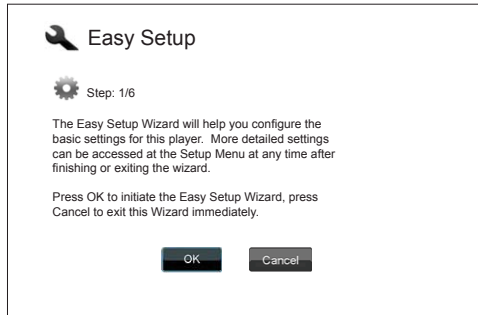 Easy Setup
Step: 1/6
The Easy Setup Wizard will help you configure the
basic settings for this player. More detailed settings
can be accessed at the Setup Menu at any time after
finishing or exiting the wizard.
Press OK to initiate the Easy Setup Wizard, press
Cancel to exit this Wizard immediately.
OK
Cancel